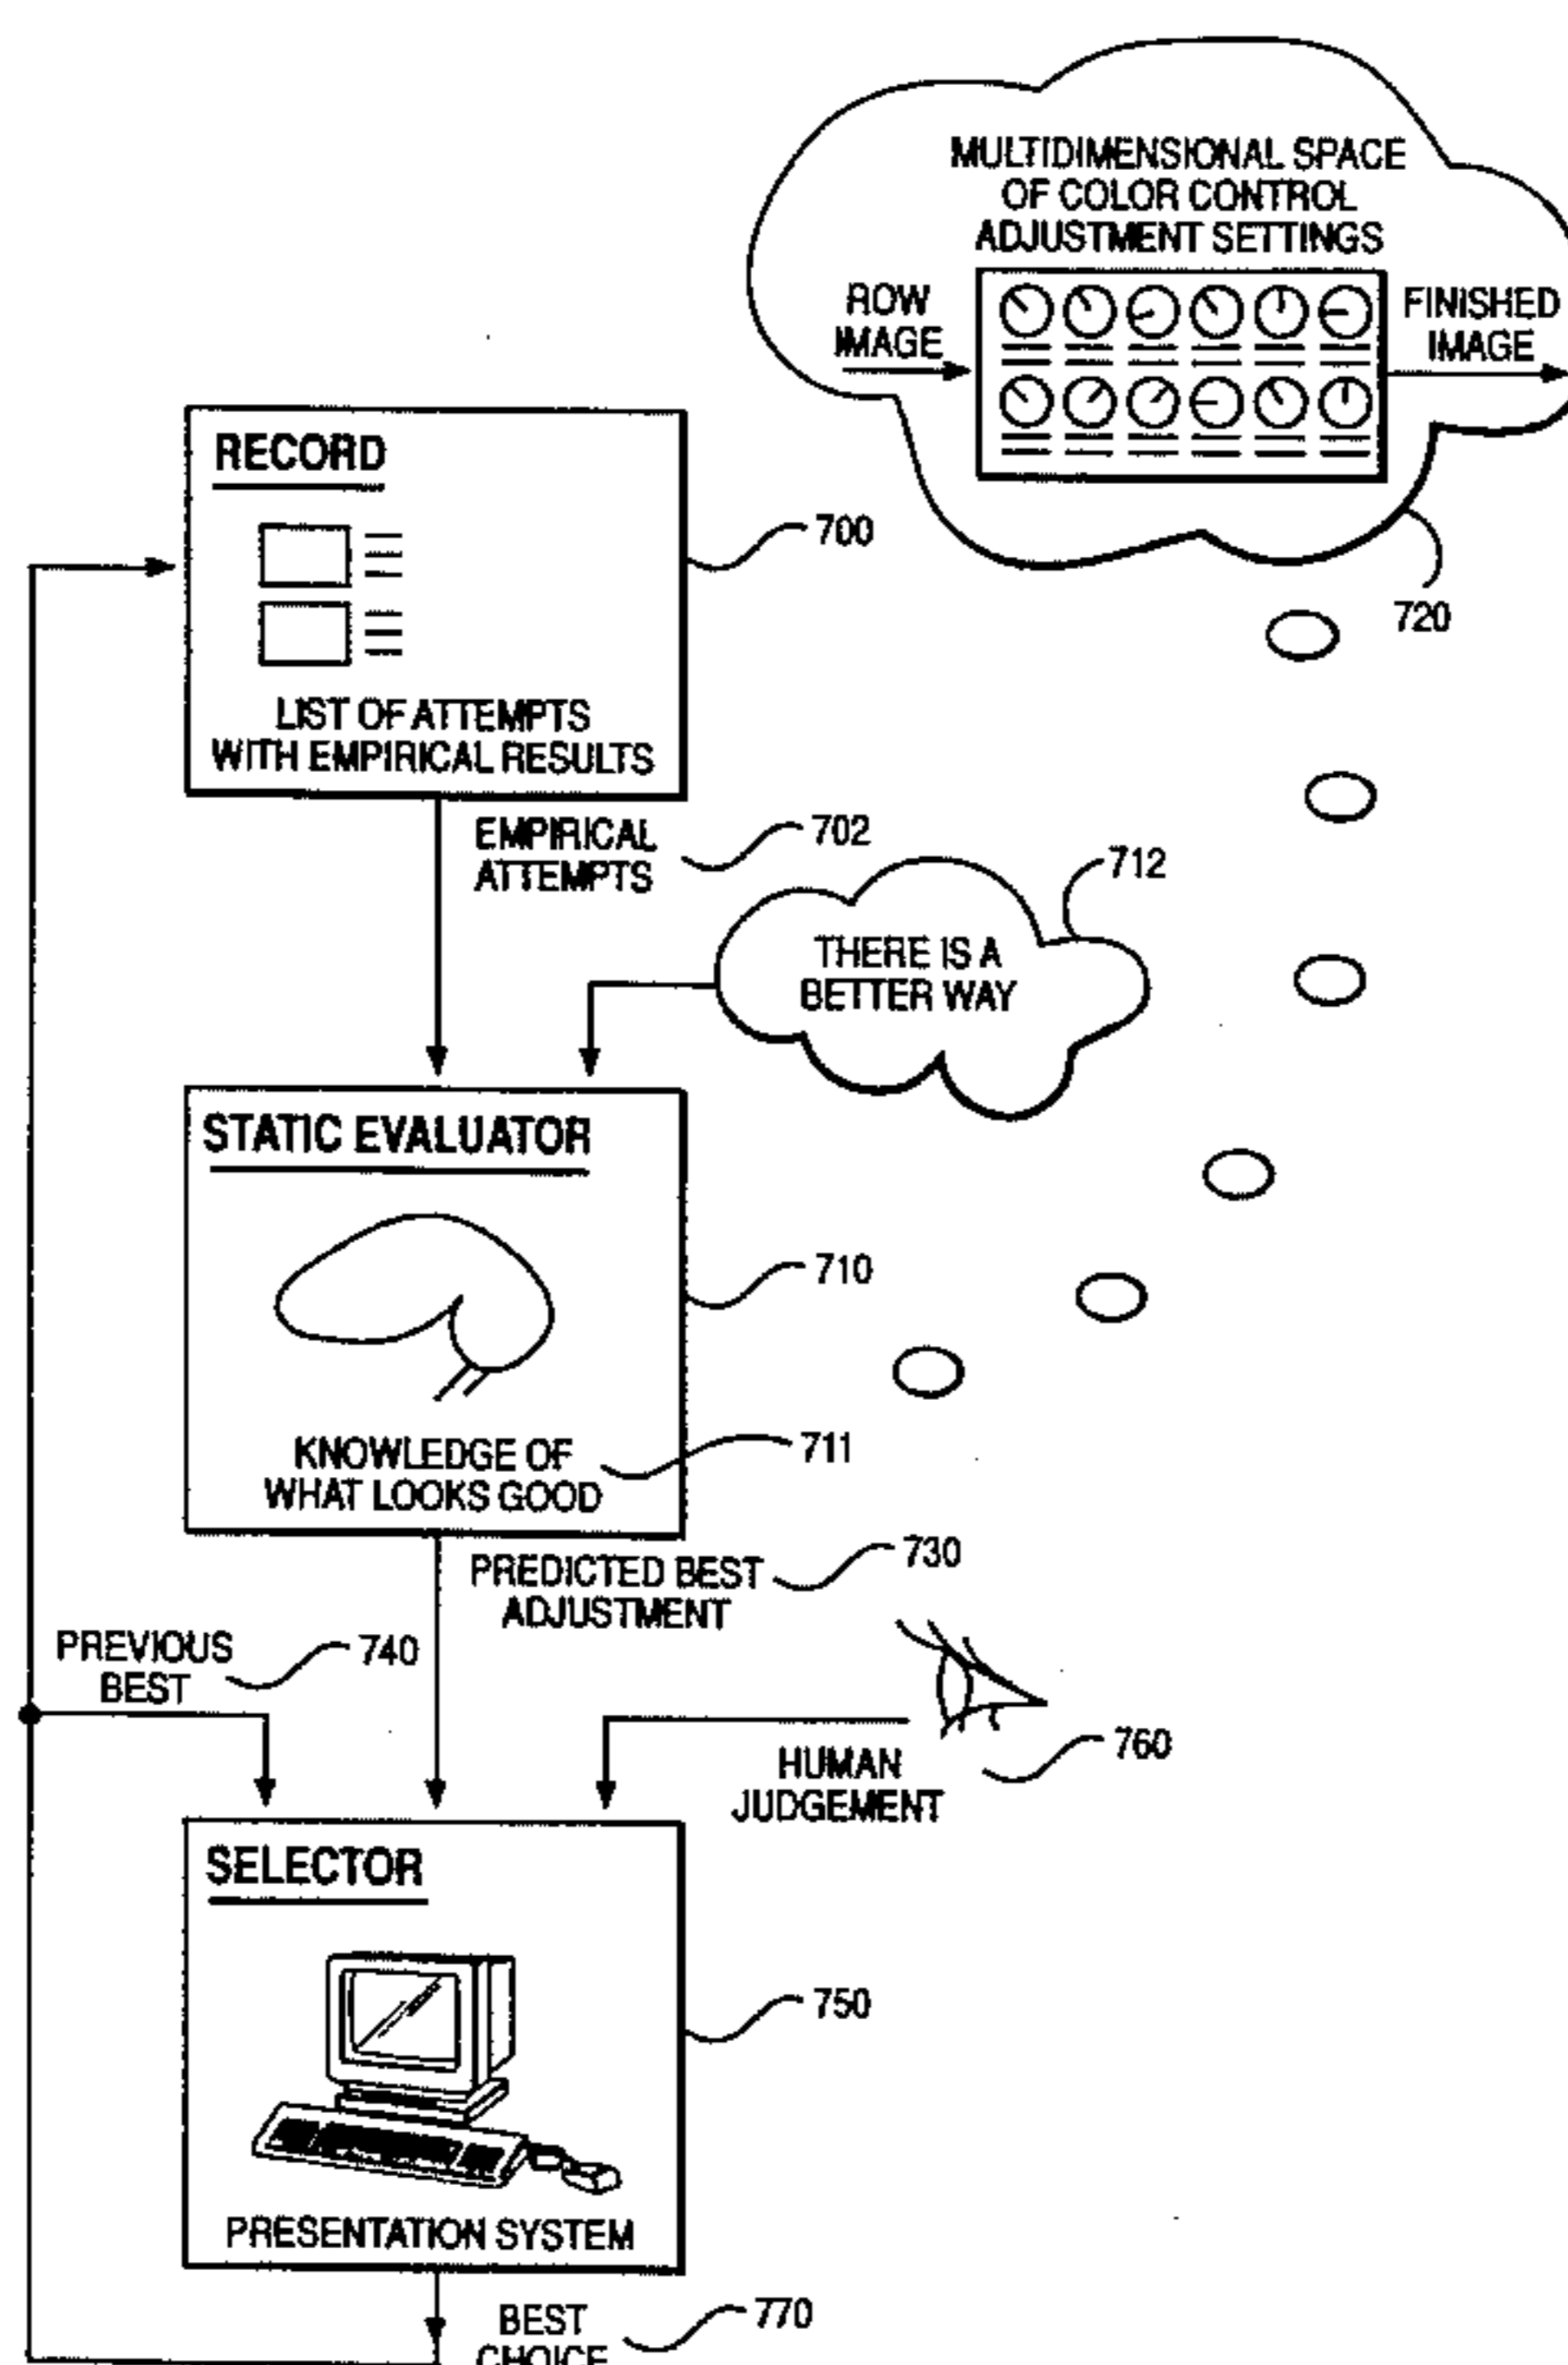 MULTIDIMENSIONAL SPACE
OF COLOR CONTROL
ADJUSTMENT SETTINGS
ROW
IMAGE
FINISHED
IMAGE
720
RECORD
700
LIST OF ATTEMPTS
WITH EMPIRICAL RESULTS
EMPIRICAL
ATTEMPTS
702
712
THERE IS A
BETTER WAY
STATIC EVALUATOR
710
KNOWLEDGE OF
WHAT LOOKS GOOD
711
PREDICTED BEST
ADJUSTMENT
730
PREVIOUS
BEST
740
HUMAN
JUDGEMENT
760
SELECTOR
750
PRESENTATION SYSTEM
BEST
CHOICE
770